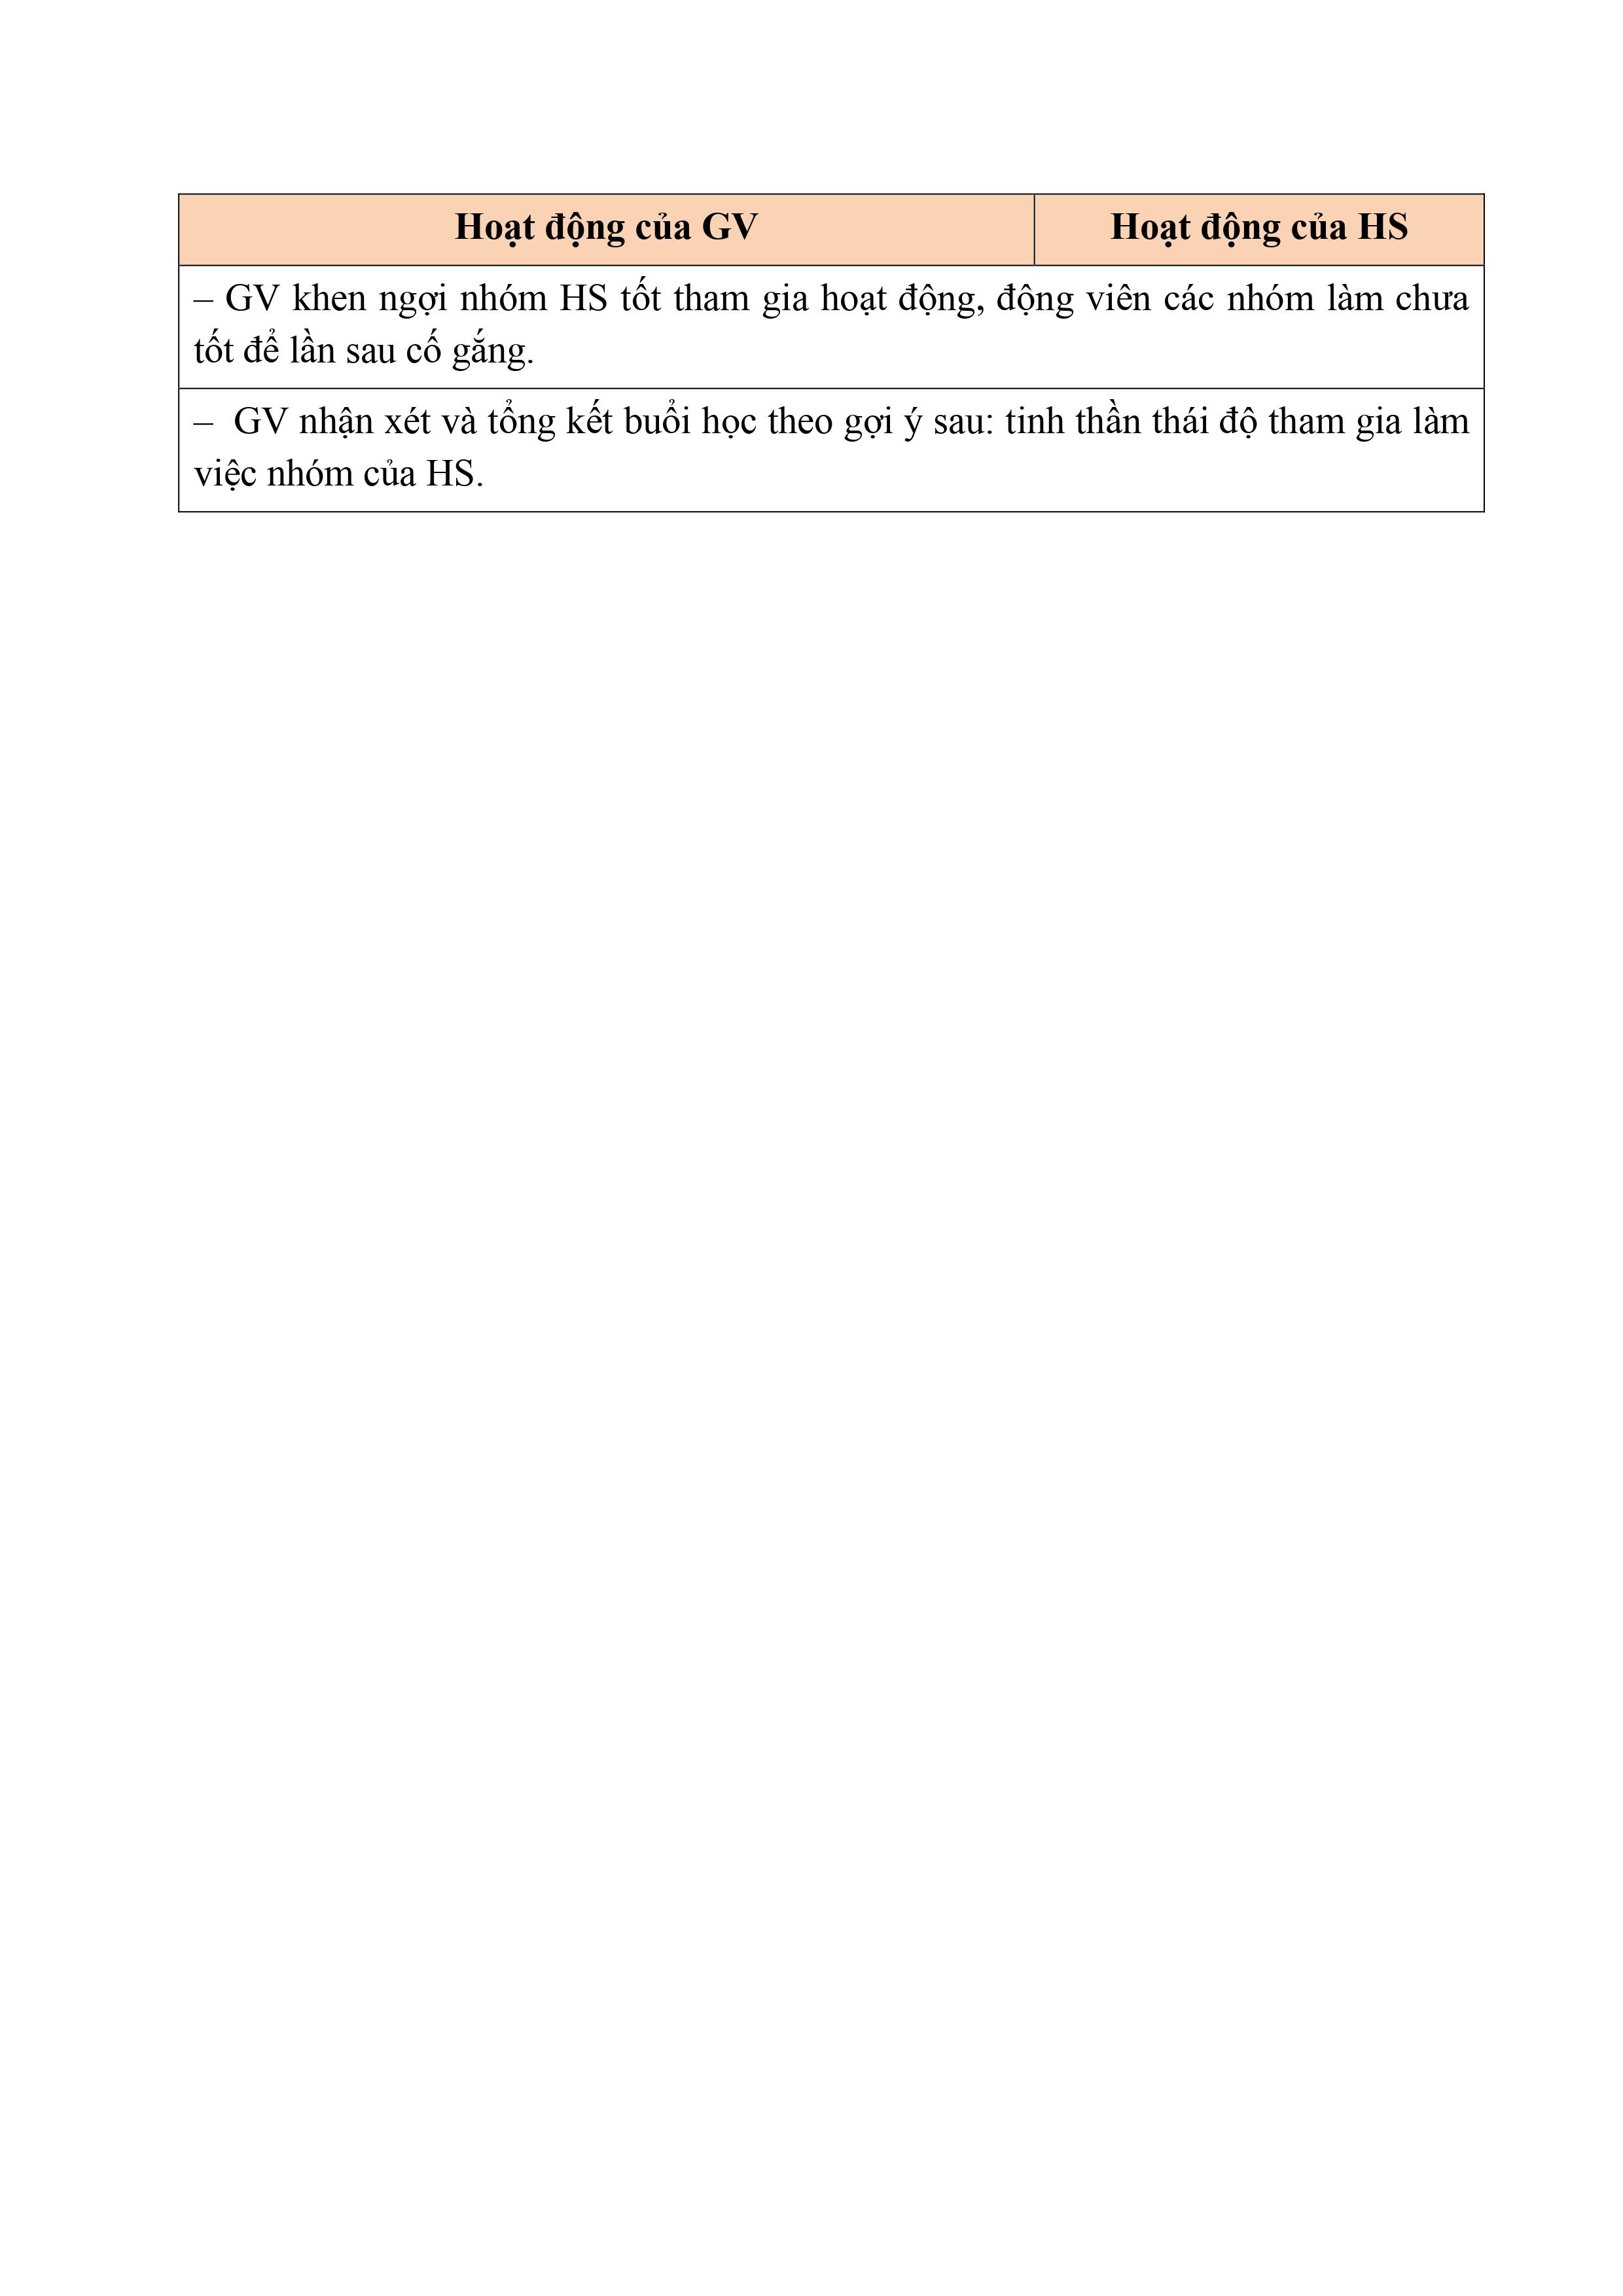 Hoạt động của GV Hoạt động của HS
– GV khen ngợi nhóm HS tốt tham gia hoạt động, động viên các nhóm làm chưa
tốt để lần sau cố gắng.
– GV nhận xét và tổng kết buổi học theo gợi ý sau: tinh thần thái độ tham gia làm
việc nhóm của HS.